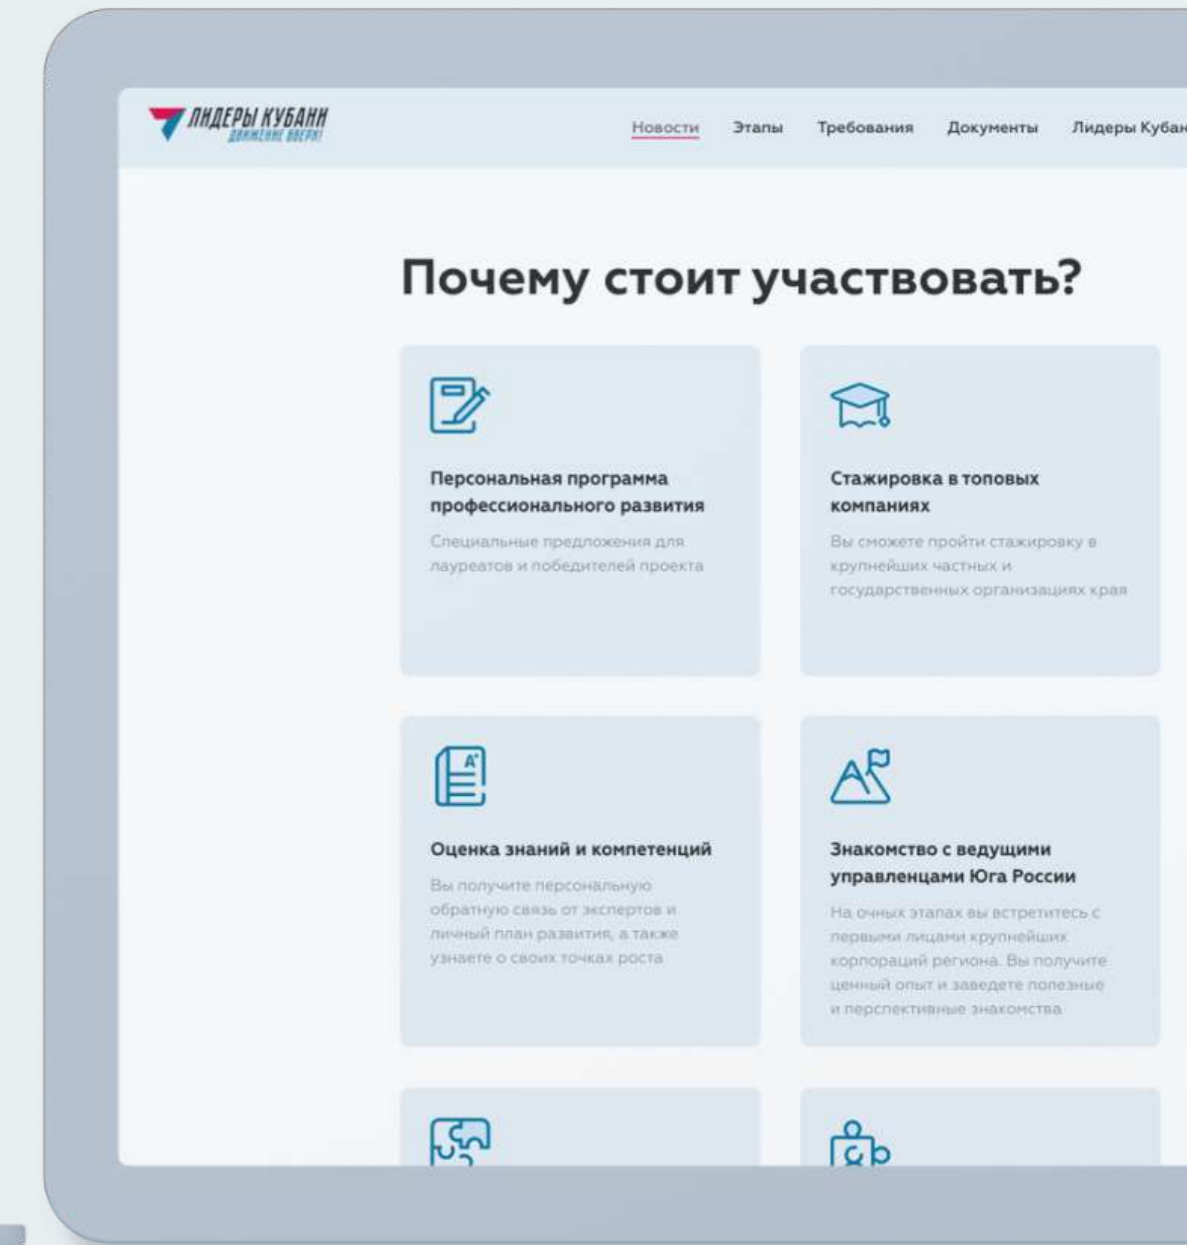 ЛИДЕРЫ КУБАНИ
ДВИЖЕНИЕ ВВЕРХ!
Новости Этапы Требования Документы Лидеры Кубан
Почему стоит участвовать?
Персональная программа
профессионального развития
Специальные предложения для
лауреатов и победителей проекта
Стажировка в топовых
компаниях
Вы сможете пройти стажировку в
крупнейших частных и
государственных организациях края
A+
Оценка знаний и компетенций
Вы получите персональную
обратную связь от экспертов и
личный план развития, а также
узнаете о своих точках роста
Знакомство с ведущими
управленцами Юга России
На очных этапах вы встретитесь с
первыми лицами крупнейших
корпораций региона. Вы получите
ценный опыт и заведете полезные
и перспективные знакомства